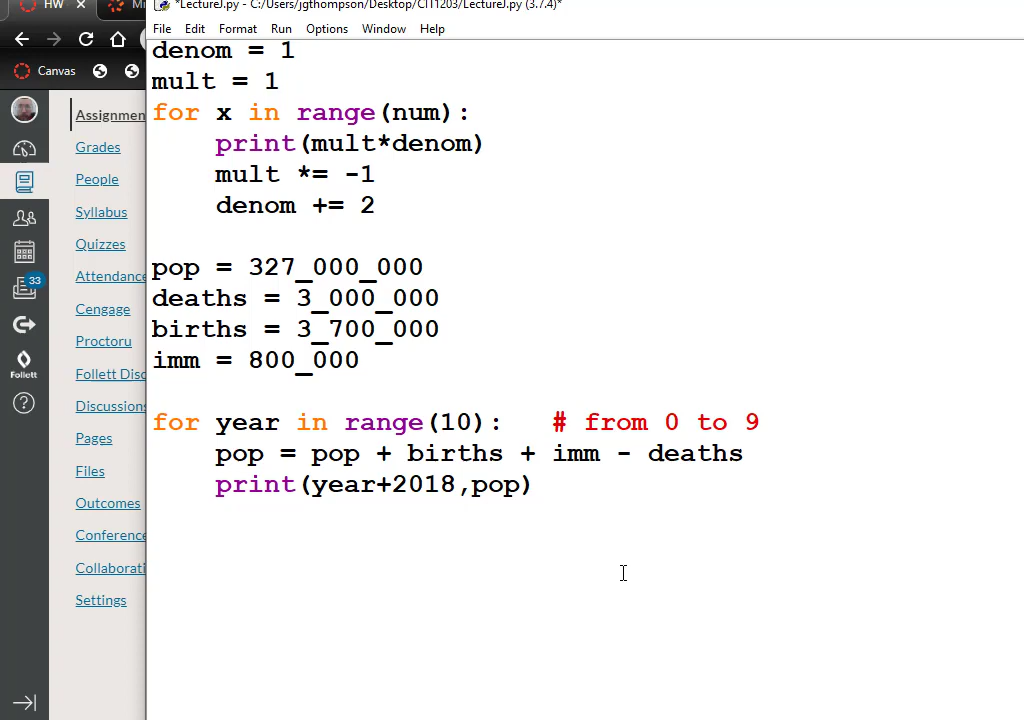 HW
*LectureJ.py - C:/Users/jgthompson/Desktop/CIT1203/LectureJ.py (3.7.4)*
File Edit Format Run Options Window Help
Canvas
Assignmen
Grades
People
Syllabus
Quizzes
Attendance
Cengage
Proctoru
Follett Disc
Discussions
Pages
Files
Outcomes
Conference
Collaborati
Settings
33
Follett
denom = 1
mult = 1
for x in range(num):
print(mult*denom)
mult *= -1
denom += 2
pop = 327_000_000
deaths = 3_000_000
births = 3_700_000
imm = 800_000
for year in range(10): # from 0 to 9
pop = pop + births + imm - deaths
print(year+2018,pop)